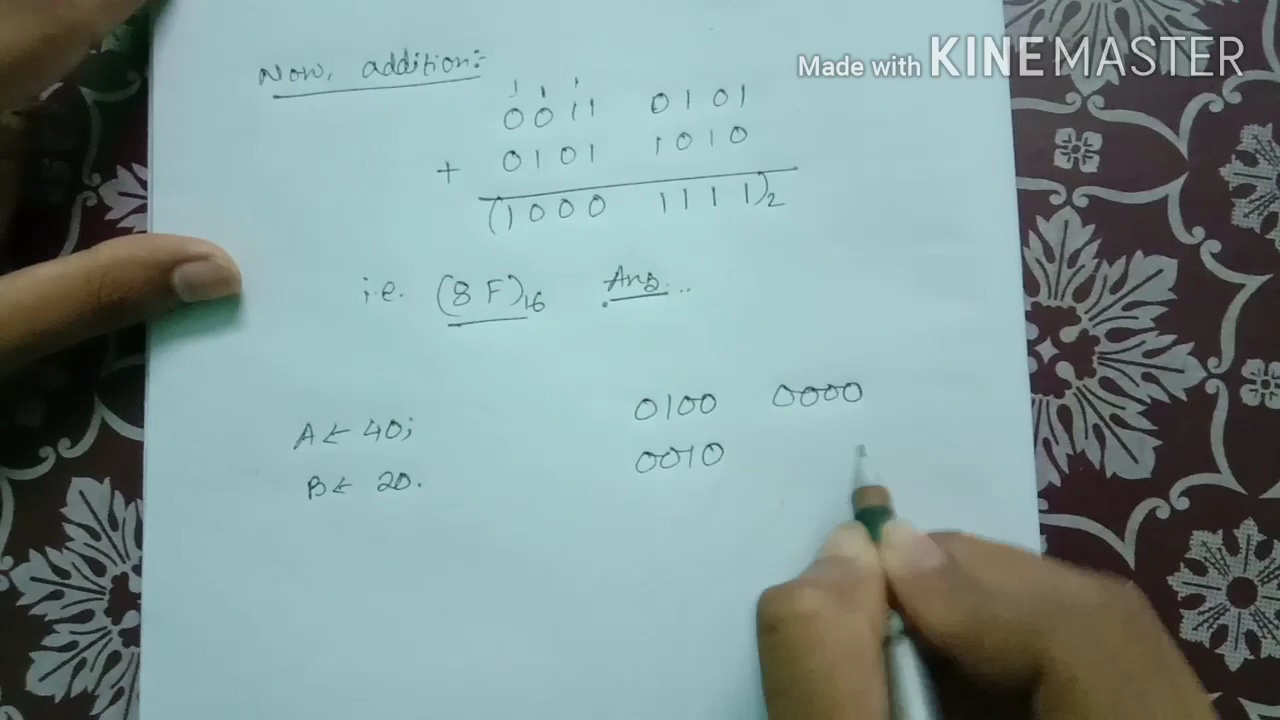 Made with KINEMASTER
Now, addition:-
1 1 1
0011 0101
+ 0101 1010
(1000 1111)2
i.e. (8F)16 Ans...
A ← 40; 0100 0000
B ← 20. 0010